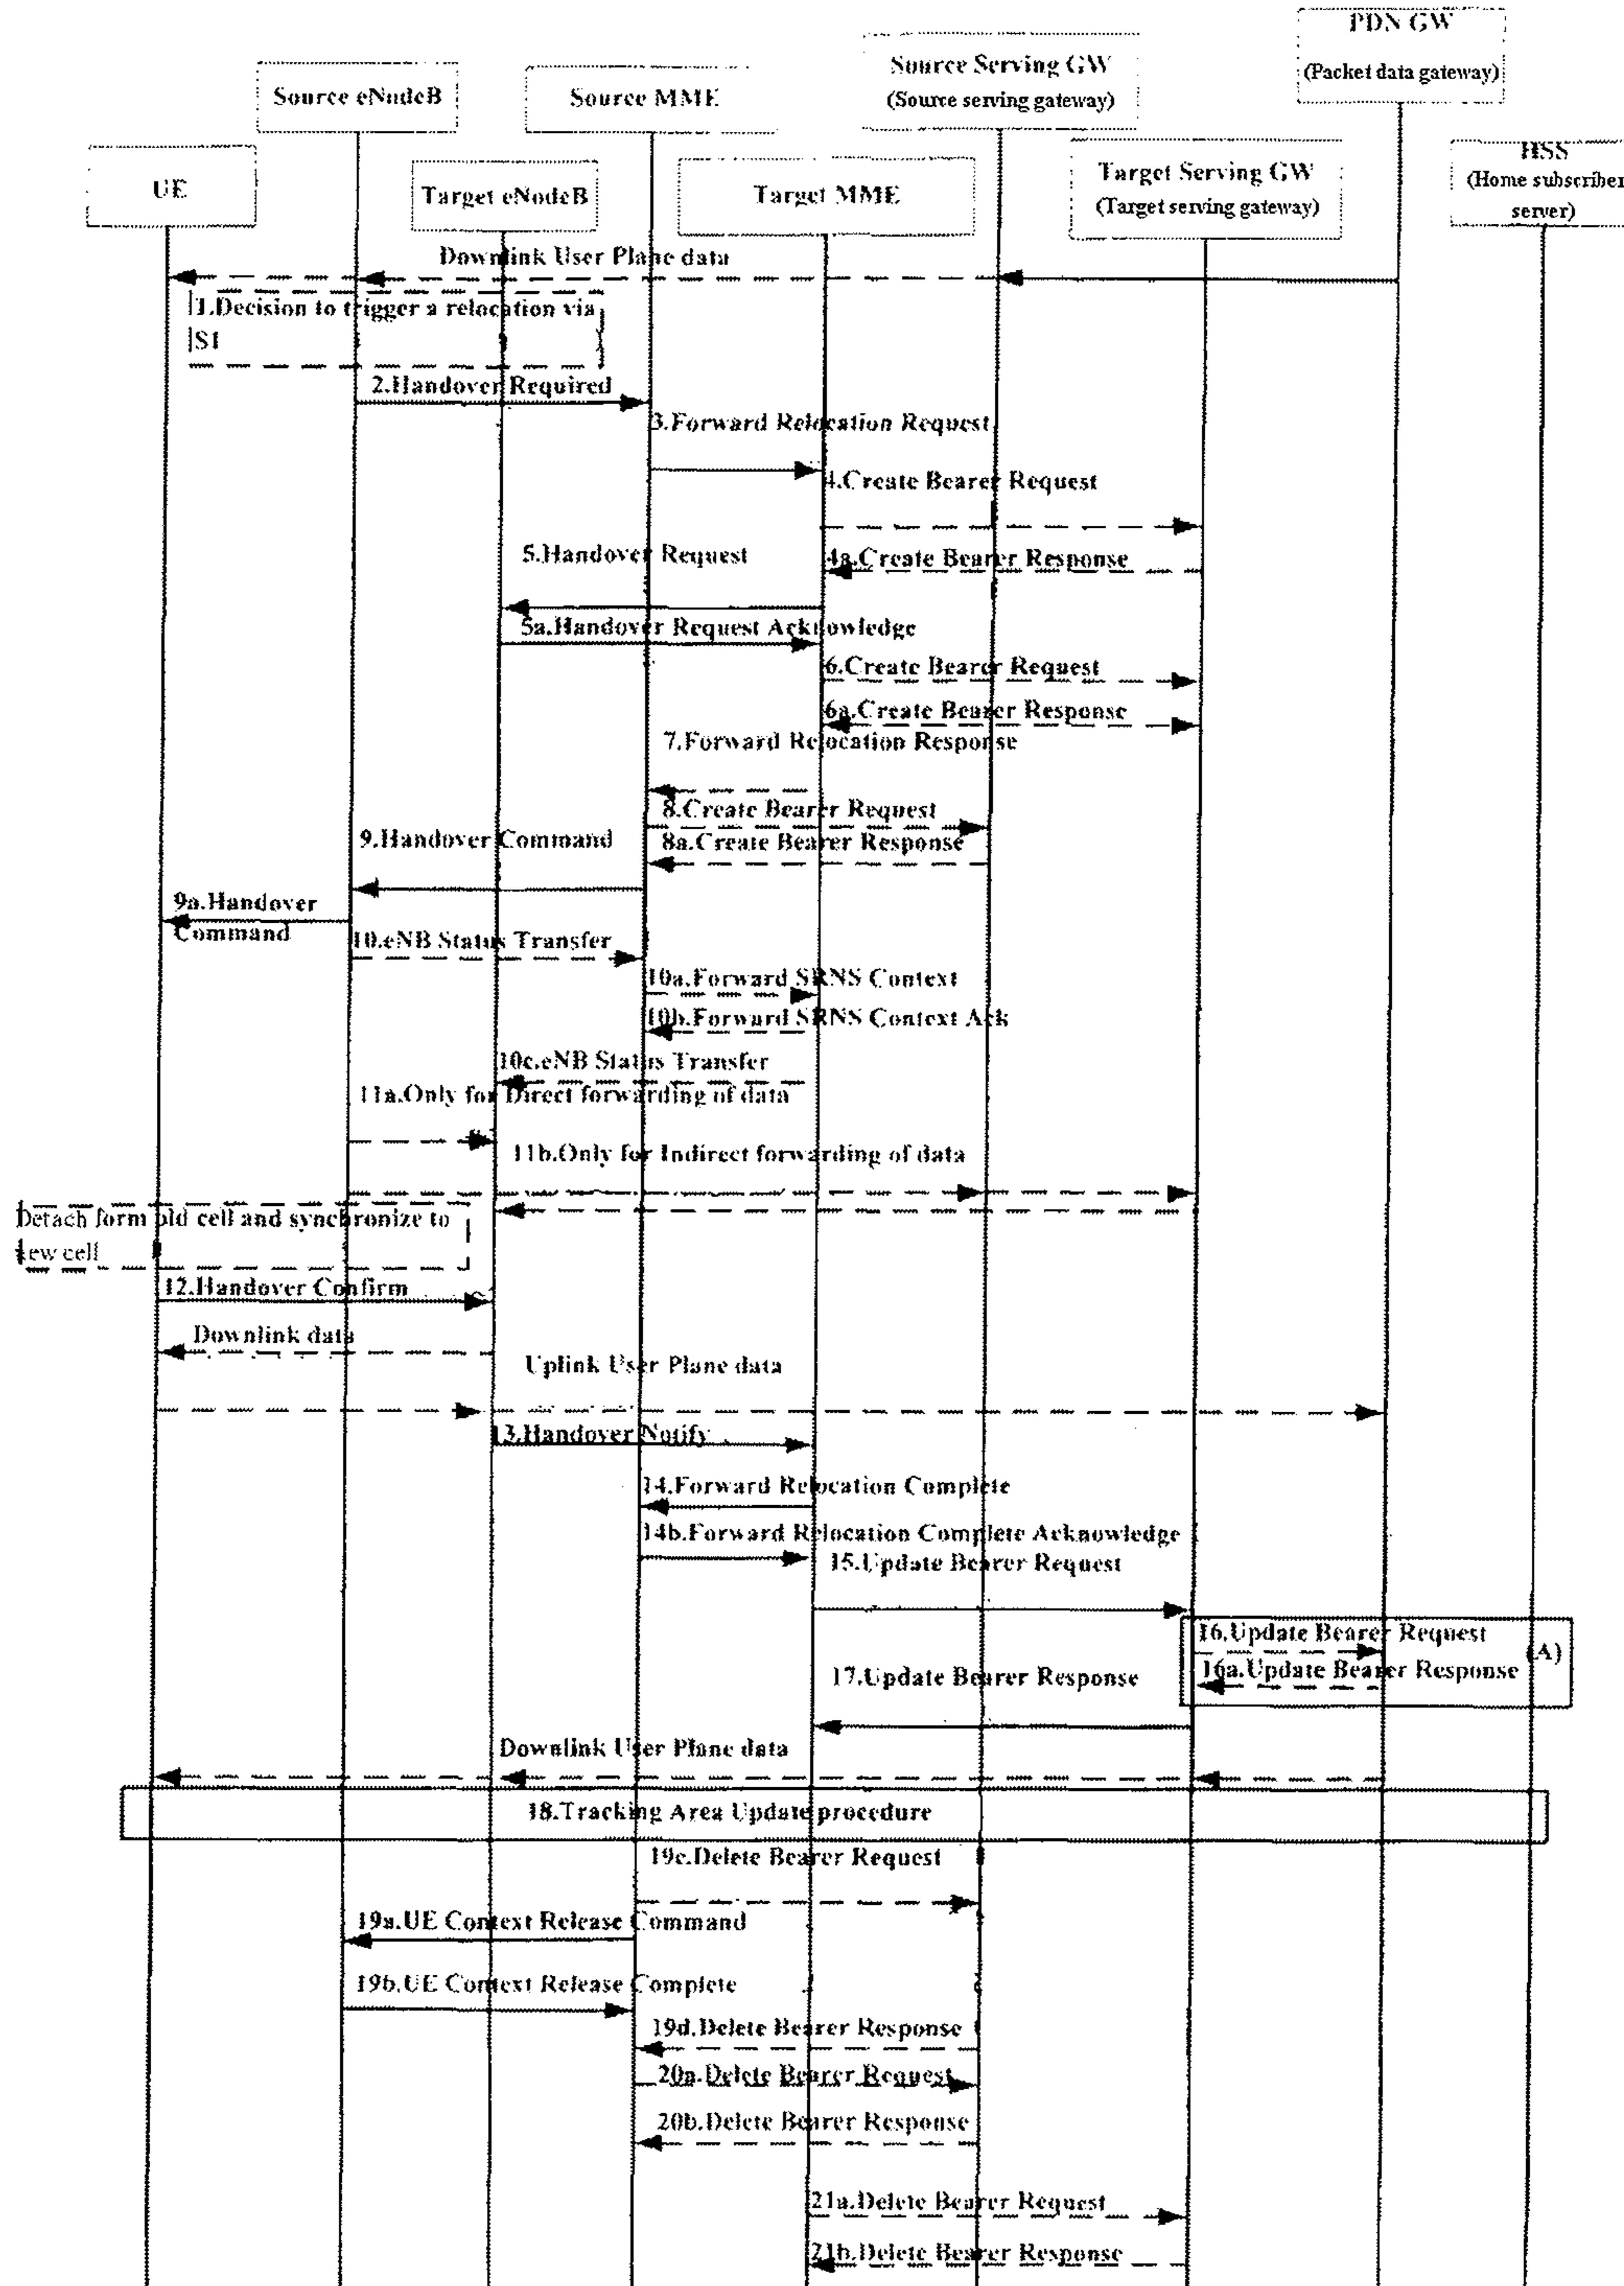 PDN GW
(Packet data gateway)
Source Serving GW
(Source serving gateway)
Source eNodeB
Source MME
HSS
(Home subscriber
server)
UE
Target eNodeB
Target MME
Target Serving GW
(Target serving gateway)
Downlink User Plane data
1.Decision to trigger a relocation via
S1
2.Handover Required
3.Forward Relocation Request
4.Create Bearer Request
5.Handover Request
4a.Create Bearer Response
5a.Handover Request Acknowledge
6.Create Bearer Request
6a.Create Bearer Response
7.Forward Relocation Response
8.Create Bearer Request
9.Handover Command
8a.Create Bearer Response
9a.Handover
Command
10.eNB Status Transfer
10a.Forward SRNS Context
10b.Forward SRNS Context Ack
10c.eNB Status Transfer
11a.Only for Direct forwarding of data
11b.Only for Indirect forwarding of data
Detach form old cell and synchronize to
new cell
12.Handover Confirm
Downlink data
Uplink User Plane data
13.Handover Notify
14.Forward Relocation Complete
14b.Forward Relocation Complete Acknowledge
15.Update Bearer Request
16.Update Bearer Request
(A)
16a.Update Bearer Response
17.Update Bearer Response
Downlink User Plane data
18.Tracking Area Update procedure
19c.Delete Bearer Request
19a.UE Context Release Command
19b.UE Context Release Complete
19d.Delete Bearer Response
20a.Delete Bearer Request
20b.Delete Bearer Response
21a.Delete Bearer Request
21b.Delete Bearer Response